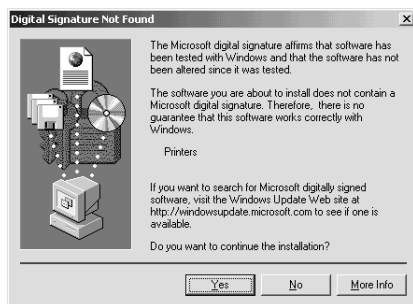 Digital Signature Not Found
The Microsoft digital signature affirms that software has
been tested with Windows and that the software has not
been altered since it was tested.
The software you are about to install does not contain a
Microsoft digital signature. Therefore, there is no
guarantee that this software works correctly with
Windows.
Printers
If you want to search for Microsoft digitally signed
software, visit the Windows Update Web site at
http://windowsupdate.microsoft.com to see if one is
available.
Do you want to continue the installation?
Yes No More Info